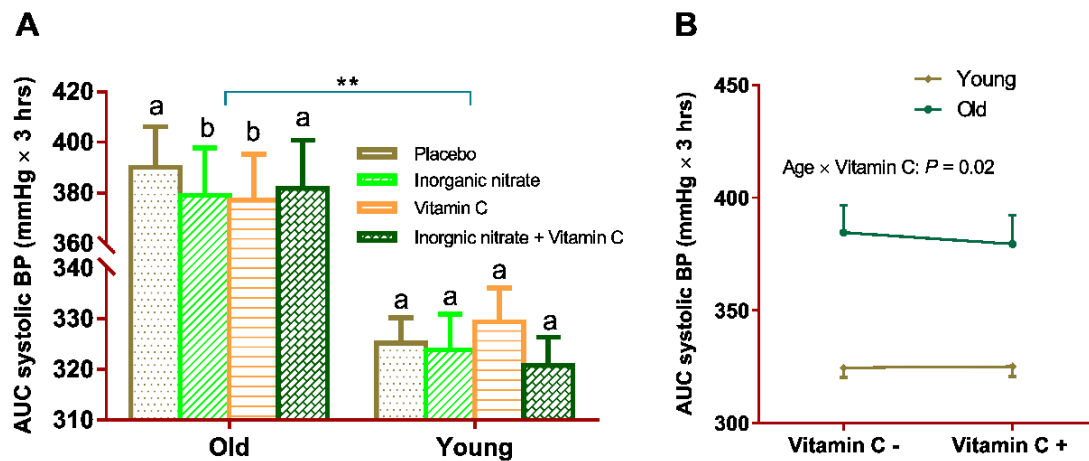 A
AUC systolic BP (mmHg × 3 hrs)
420
400
380
360
340
330
320
310
**
a
b
b
a
a
a
a
a
Placebo
Inorganic nitrate
Vitamin C
Inorgnic nitrate + Vitamin C
Old
Young
B
AUC systolic BP (mmHg × 3 hrs)
450
400
350
300
Young
Old
Age × Vitamin C: P = 0.02
Vitamin C -
Vitamin C +